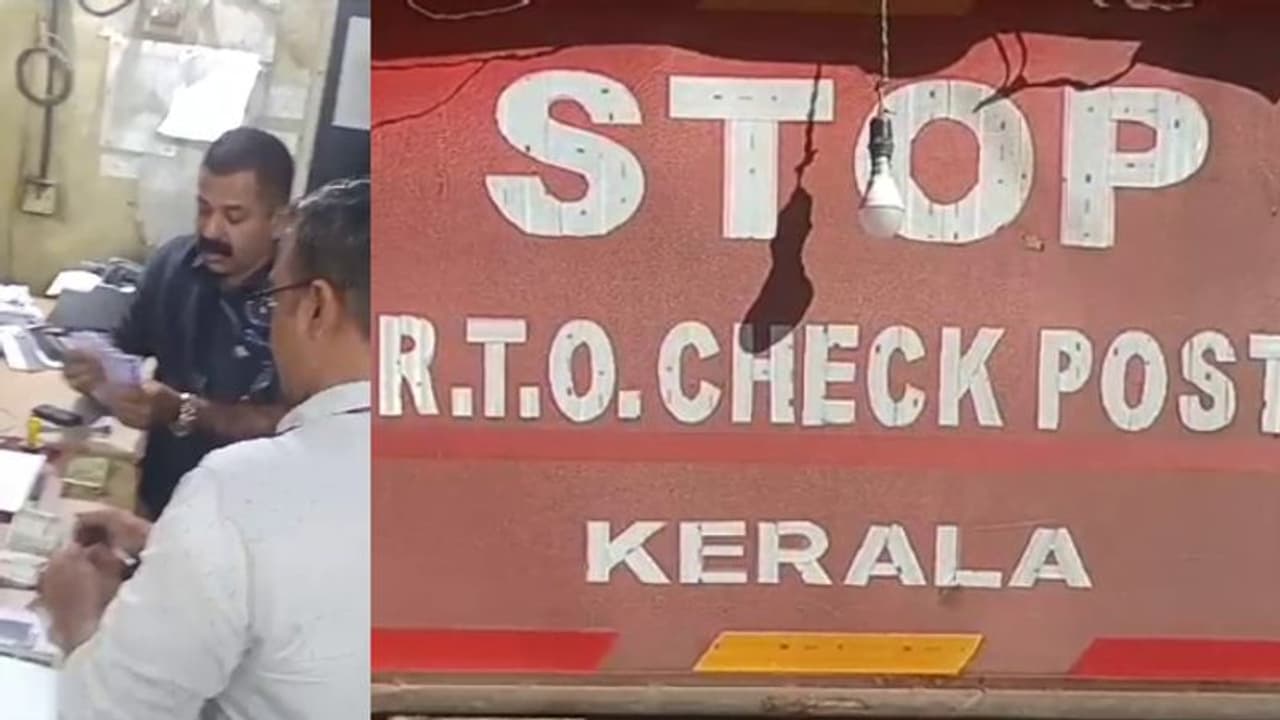 STOP
R.T.O. CHECK POST
KERALA